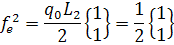 f_e^2 = \frac{q_0 L_2}{2} \begin{Bmatrix} 1 \\ 1 \end{Bmatrix} = \frac{1}{2} \begin{Bmatrix} 1 \\ 1 \end{Bmatrix}